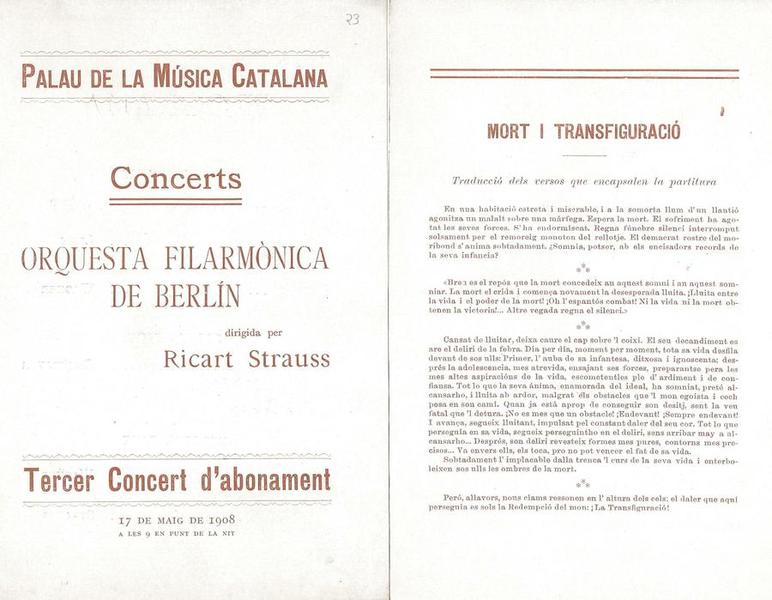 23
PALAU DE LA MÚSICA CATALANA
Concerts
ORQUESTA FILARMÒNICA
DE BERLÍN
dirigida per
Ricart Strauss
Tercer Concert d'abonament
17 DE MAIG DE 1908
A LES 9 EN PUNT DE LA NIT
MORT I TRANSFIGURACIÓ
Traducció dels versos que encapsalen la partitura
En una habitació estreta i miserable, i a la somorta llum d'un llantió
agonitza un malalt sobre una màrfega. Espera la mort. El sofriment ha ago-
tat les seves forces. S'ha endormiscat. Regna fúnebre silenci interromput
solsament per el remoreig monoton del rellotje. El demacrat rostre del mo-
ribond s'anima sobtadament. ¿Somnia, potser, ab els encisadors records de
la seva infancia?
«Breu es el repós que la mort concedeix an aquest somni i an aquest som-
niar. La mort el crida i comença novament la desesperada lluita. ¡Lluita entre
la vida i el poder de la mort! ¡Oh l'espantós combat! Ni la vida ni la mort ob-
tenen la victoria!... Altre vegada regna el silenci.»
Cansat de lluitar, deixa caure el cap sobre 'l coixí. El seu decandiment es
are el deliri de la febra. Dia per dia, moment per moment, tota sa vida desfila
devant de sos ulls: Primer, l'auba de sa infantesa, ditxosa i ignoscenta; des-
prés la adolescencia, mes atrevida, ensajant ses forces, preparantse pera les
mes altes aspiracións de la vida, escometentles ple d'ardiment i de con-
fiansa. Tot lo que la seva ánima, enamorada del ideal, ha somniat, preté al-
cansarho, i lluita ab ardor, malgrat els obstacles que 'l mon egoista i cech
posa en son camí. Quan ja está aprop de conseguir son desitj, sent la veu
fatal que 'l detura. ¡No es mes que un obstacle! ¡Endevant! ¡Sempre endevant!
I avança, segueix lluitant, impulsat pel constant daler del seu cor. Tot lo que
perseguia en sa vida, segueix perseguintho en el deliri, sens arribar may a al-
cansarho... Després, son deliri revesteix formes mes pures, contorns mes pre-
cisos... Va envers ells, els toca, pro no pot vencer el fat de sa vida.
Sobtadament l'implacable dalla trenca 'l curs de la seva vida i enterbo-
leixen sos ulls les ombres de la mort.
Peró, allavors, nous clams ressonen en l'altura dels cels: el daler que aquí
perseguia es sols la Redempció del mon: ¡La Transfiguració!